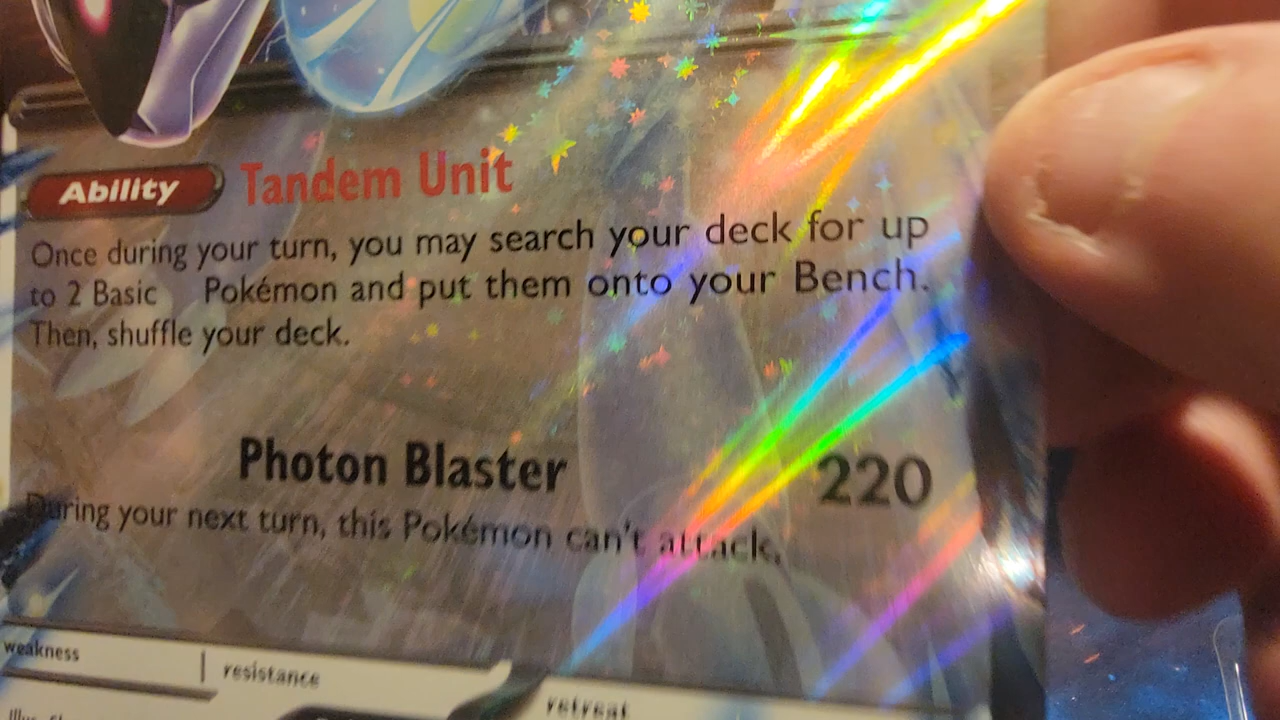 Ability Tandem Unit
Once during your turn, you may search your deck for up
to 2 Basic Pokémon and put them onto your Bench.
Then, shuffle your deck.
Photon Blaster 220
During your next turn, this Pokémon can't attack.
weakness resistance retreat